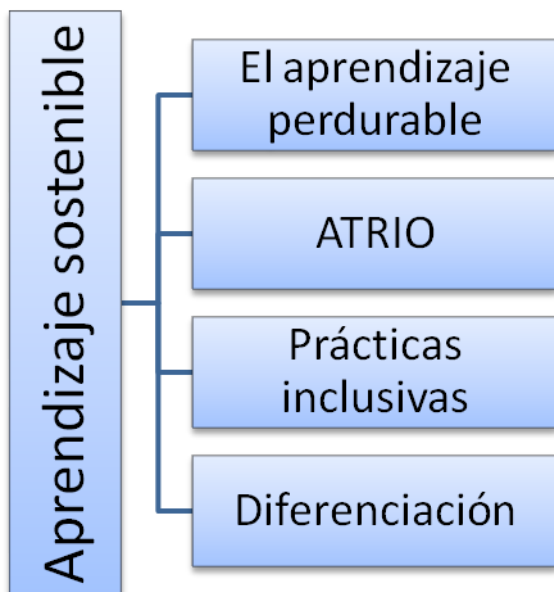 Aprendizaje sostenible
El aprendizaje
perdurable
ATRIO
Prácticas
inclusivas
Diferenciación